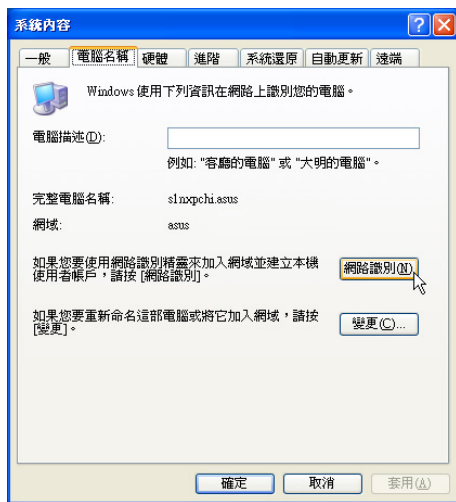 系統內容
一般
電腦名稱
硬體
進階
系統還原
自動更新
遠端
Windows 使用下列資訊在網路上識別您的電腦。
電腦描述(D):
例如: "客廳的電腦" 或 "大明的電腦"。
完整電腦名稱:
s1nxpchi.asus
網域:
asus
如果您要使用網路識別精靈來加入網域並建立本機
使用者帳戶，請按 [網路識別]。
網路識別(N)
如果您要重新命名這部電腦或將它加入網域，請按
[變更]。
變更(C)...
確定
取消
套用(A)